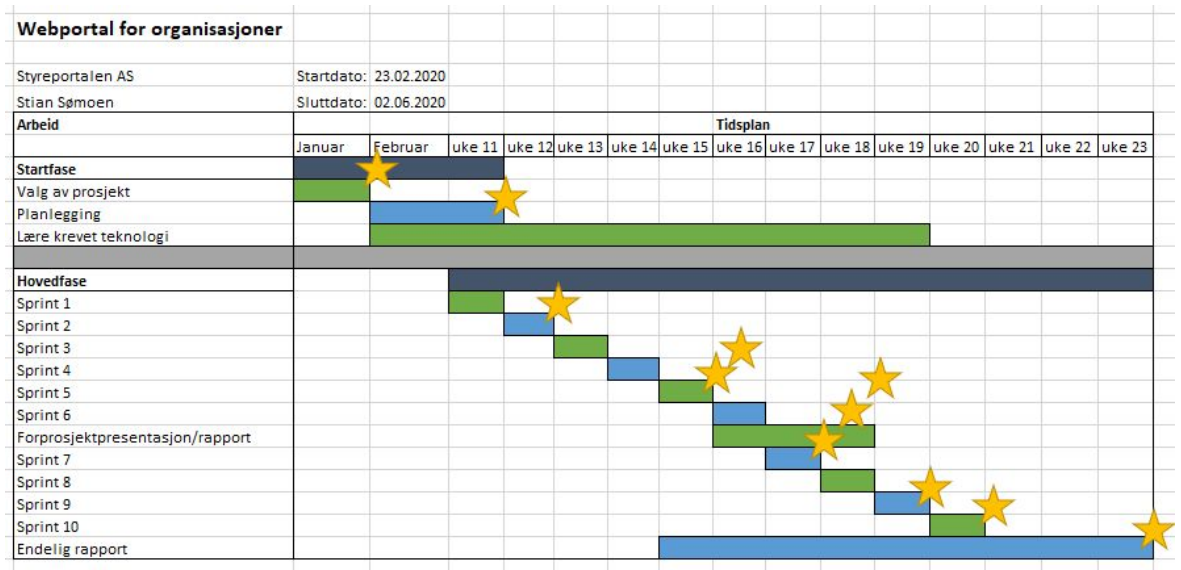 Webportal for organisasjoner
Styreportalen AS Startdato: 23.02.2020
Stian Sømoen Sluttdato: 02.06.2020
Arbeid Tidsplan
Januar Februar uke 11 uke 12 uke 13 uke 14 uke 15 uke 16 uke 17 uke 18 uke 19 uke 20 uke 21 uke 22 uke 23
Startfase
Valg av prosjekt
Planlegging
Lære krevet teknologi
Hovedfase
Sprint 1
Sprint 2
Sprint 3
Sprint 4
Sprint 5
Sprint 6
Forprosjektpresentasjon/rapport
Sprint 7
Sprint 8
Sprint 9
Sprint 10
Endelig rapport